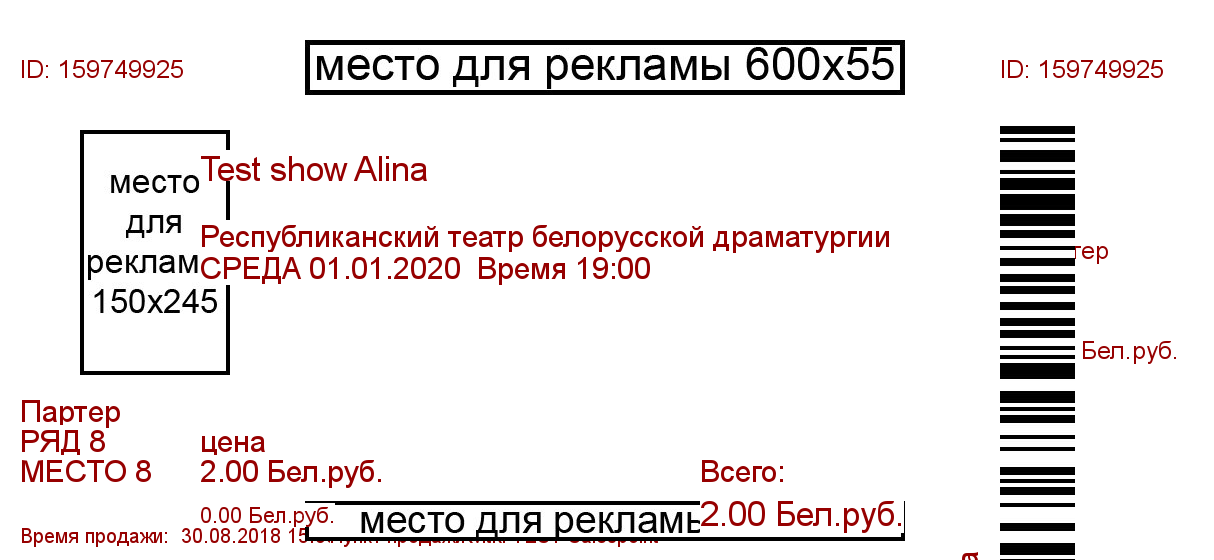 ID: 159749925
место для рекламы 600x55
ID: 159749925
Test show Alina
место
для
реклам
150x245
Республиканский театр белорусской драматургии
СРЕДА 01.01.2020 Время 19:00
тер
Бел.руб.
Партер
РЯД 8
цена
МЕСТО 8
2.00 Бел.руб.
Всего:
0.00 Бел.руб.
место для рекламы
2.00 Бел.руб.
Время продажи: 30.08.2018